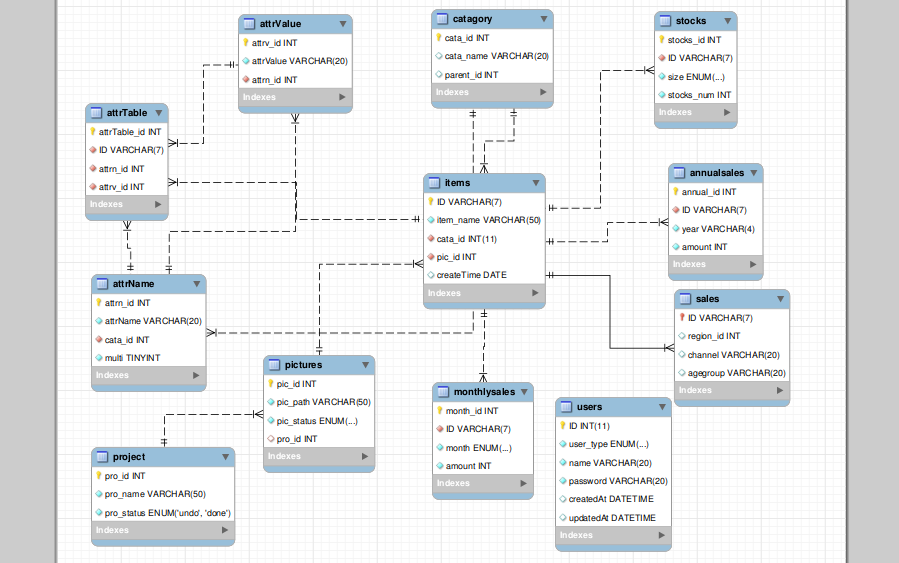 attrValue
attrv_id INT
attrValue VARCHAR(20)
attrn_id INT
Indexes
catagory
cata_id INT
cata_name VARCHAR(20)
parent_id INT
Indexes
stocks
stocks_id INT
ID VARCHAR(7)
size ENUM(...)
stocks_num INT
Indexes
attrTable
attrTable_id INT
ID VARCHAR(7)
attrn_id INT
attrv_id INT
Indexes
items
ID VARCHAR(7)
item_name VARCHAR(50)
cata_id INT(11)
pic_id INT
createTime DATE
Indexes
annualsales
annual_id INT
ID VARCHAR(7)
year VARCHAR(4)
amount INT
Indexes
attrName
attrn_id INT
attrName VARCHAR(20)
cata_id INT
multi TINYINT
Indexes
sales
ID VARCHAR(7)
region_id INT
channel VARCHAR(20)
agegroup VARCHAR(20)
Indexes
pictures
pic_id INT
pic_path VARCHAR(50)
pic_status ENUM(...)
pro_id INT
Indexes
monthlysales
month_id INT
ID VARCHAR(7)
month ENUM(...)
amount INT
Indexes
users
ID INT(11)
user_type ENUM(...)
name VARCHAR(20)
password VARCHAR(20)
createdAt DATETIME
updatedAt DATETIME
Indexes
project
pro_id INT
pro_name VARCHAR(50)
pro_status ENUM('undo', 'done')
Indexes